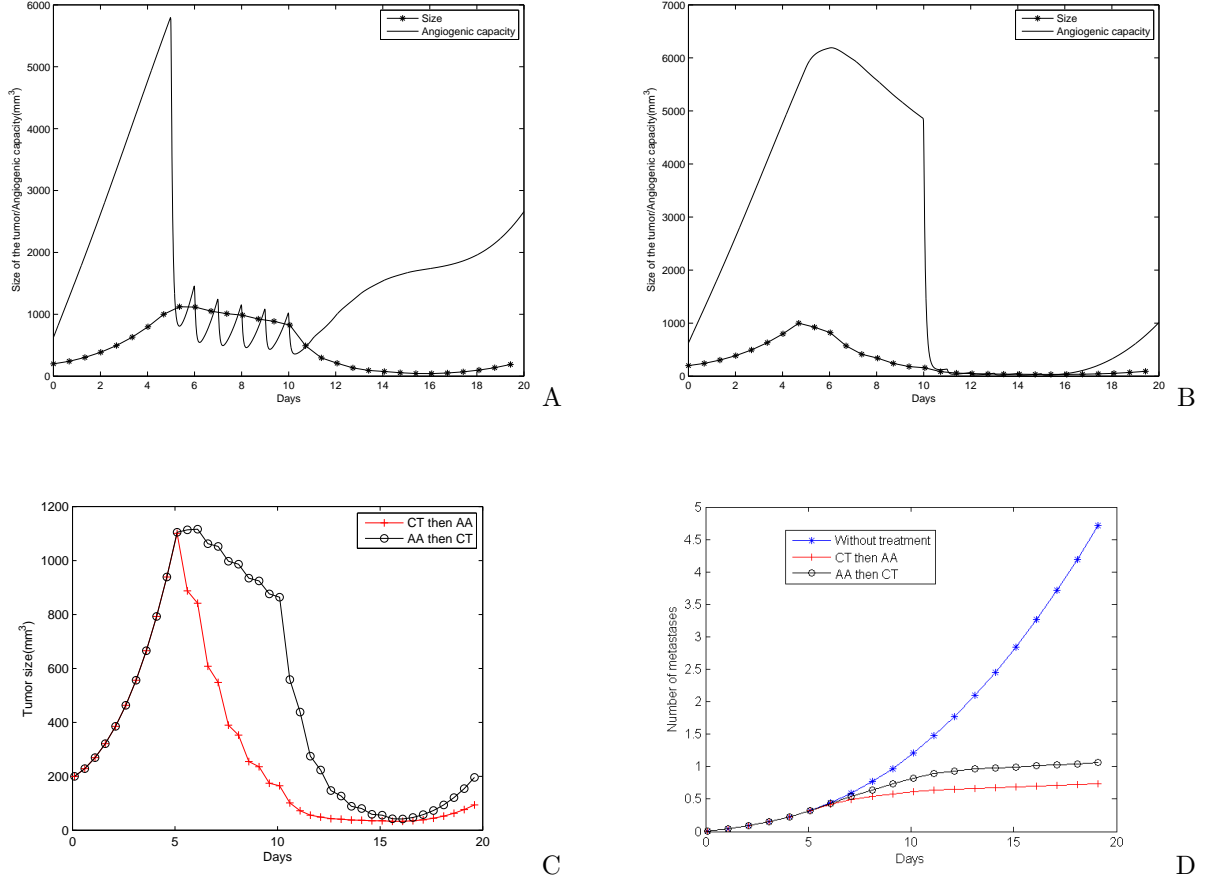 6000
5000
4000
3000
2000
1000
0
0 2 4 6 8 10 12 14 16 18 20
Days
Size of the tumor/Angiogenic capacity(mm³)
Size
Angiogenic capacity
A
7000
6000
5000
4000
3000
2000
1000
0
0 2 4 6 8 10 12 14 16 18 20
Days
Size of the tumor/Angiogenic capacity(mm³)
Size
Angiogenic capacity
B
1200
1000
800
600
400
200
0
0 5 10 15 20
Days
Tumor size(mm³)
CT then AA
AA then CT
C
5
4.5
4
3.5
3
2.5
2
1.5
1
0.5
0
0 5 10 15 20
Days
Number of metastases
Without treatment
CT then AA
AA then CT
D